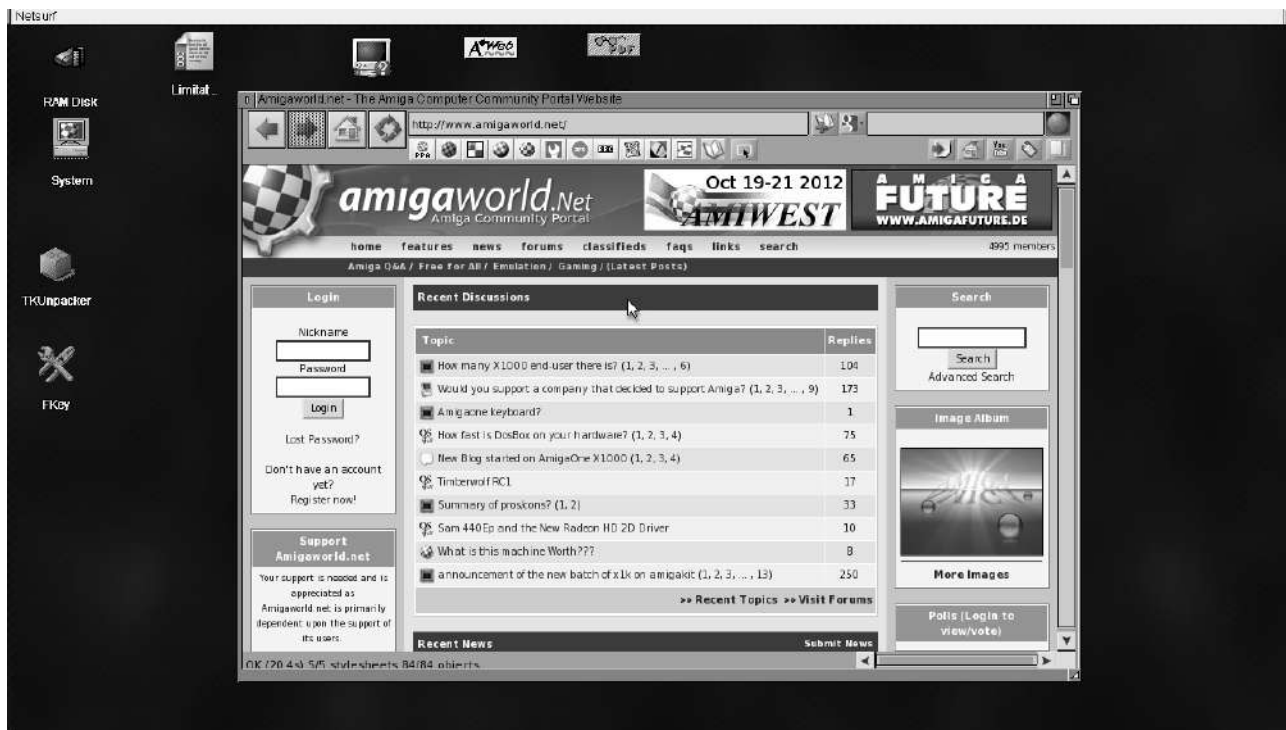 Netsurf
RAM Disk
Limitat...
System
TKUnpacker
FKey
A*Web
PDF
Amigaworld.net - The Amiga Computer Community Portal Website
http://www.amigaworld.net/
PPA
You
amigaworld.Net
Amiga Community Portal
Oct 19-21 2012
AMIWEST
AMIGA
FUTURE
WWW.AMIGAFUTURE.DE
home features news forums classifieds faqs links search
4995 members
Amiga Q&A / Free for All / Emulation / Gaming / (Latest Posts)
Login
Nickname
Password
Login
Lost Password?
Don't have an account
yet?
Register now!
Support
Amigaworld.net
Your support is needed and is
appreciated as
Amigaworld.net is primarily
dependent upon the support of
its users.
Recent Discussions
Topic Replies
How many X1000 end-user there is? (1, 2, 3, ... , 6) 104
Would you support a company that decided to support Amiga? (1, 2, 3, ... , 9) 173
Amigaone keyboard? 1
How fast is DosBox on your hardware? (1, 2, 3, 4) 75
New Blog started on AmigaOne X1000 (1, 2, 3, 4) 65
Timberwolf RC1 17
Summary of pros/cons? (1, 2) 33
Sam 440Ep and the New Radeon HD 2D Driver 10
What is this machine Worth??? 8
announcement of the new batch of x1k on amigakit (1, 2, 3, ... , 13) 250
>> Recent Topics >> Visit Forums
Recent News Submit News
Search
Search
Advanced Search
Image Album
More Images
Polls (Login to
view/vote)
OK (20.4s) 5/5 stylesheets 84/84 objects